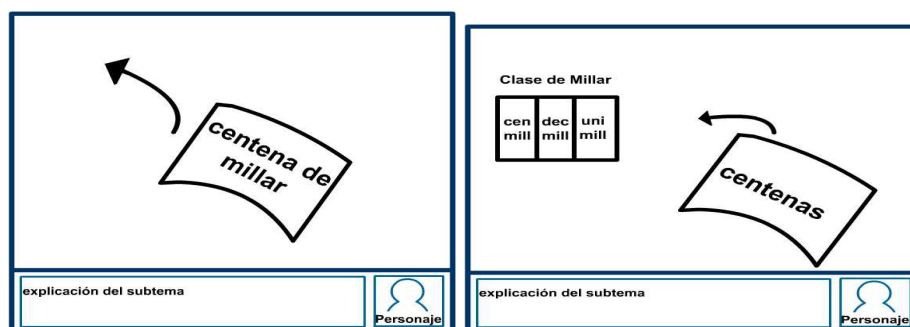 centena de
millar
explicación del subtema
Personaje
Clase de Millar
cen dec uni
mill mill mill
centenas
explicación del subtema
Personaje